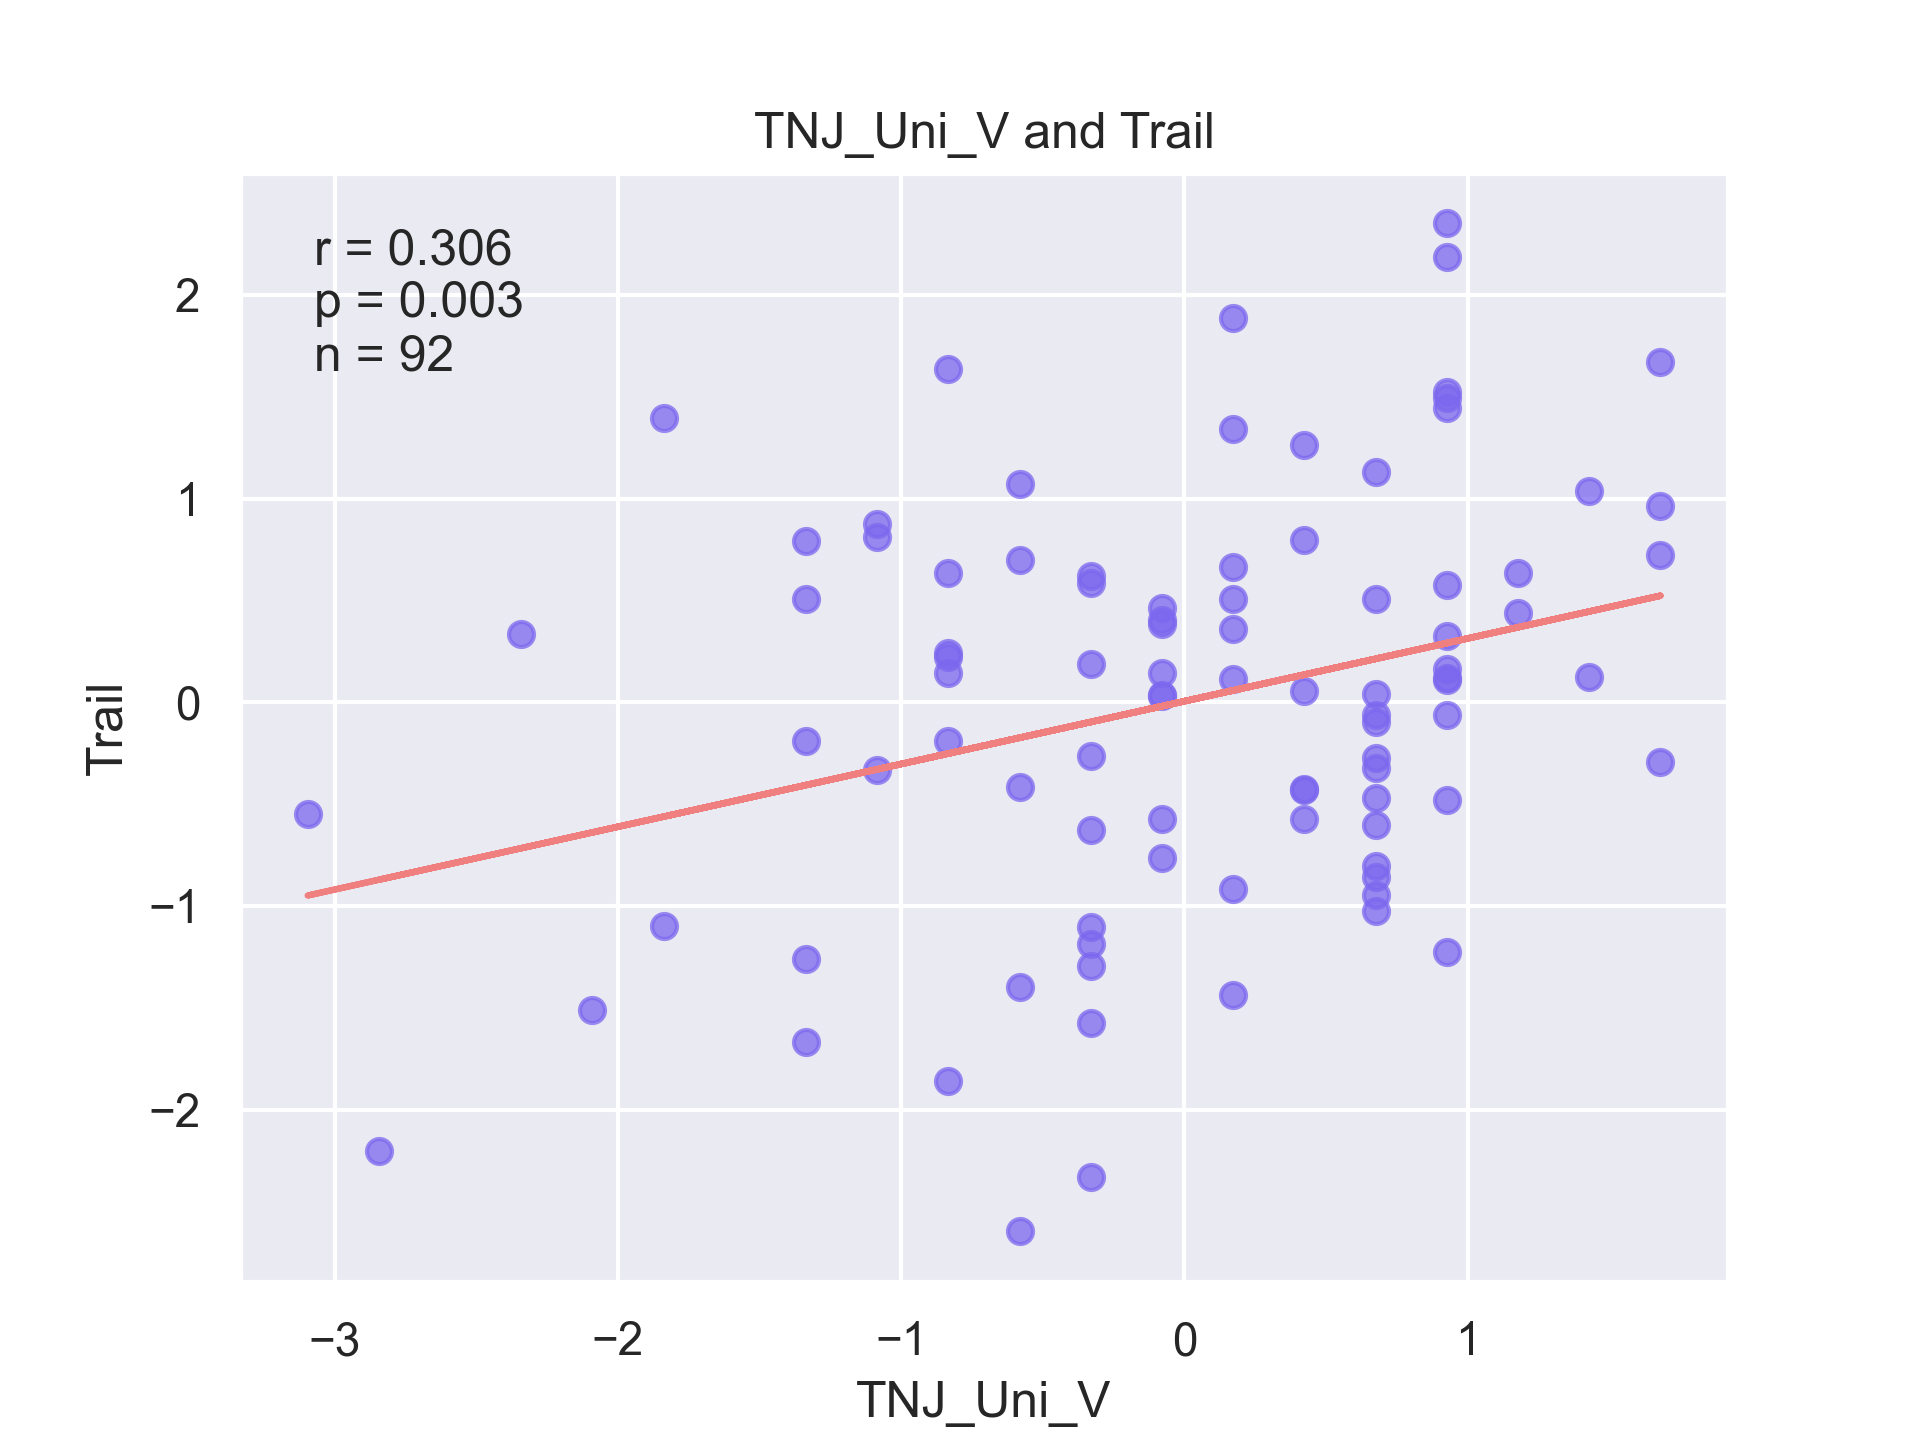 TNJ_Uni_V and Trail
r = 0.306
p = 0.003
n = 92
2
1
0
−1
−2
Trail
−3 −2 −1 0 1
TNJ_Uni_V